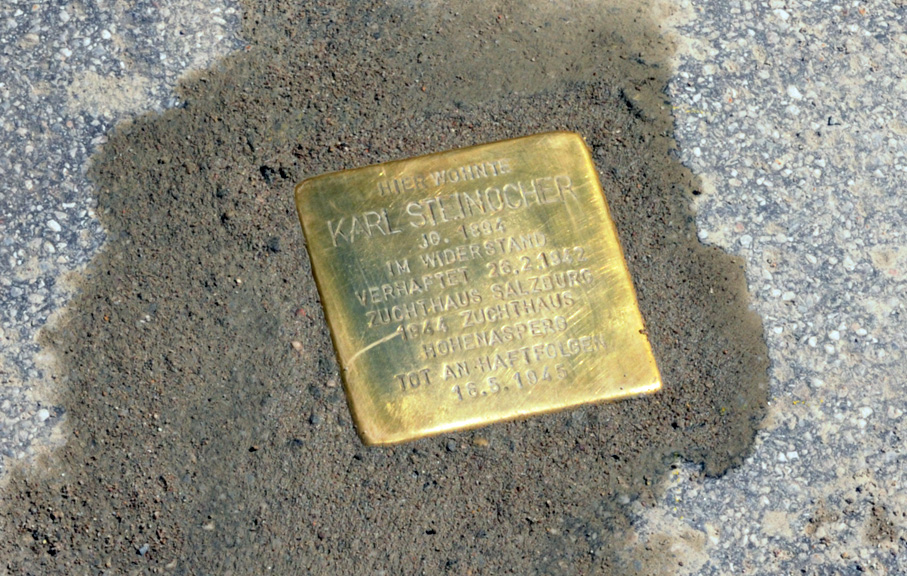 HIER WOHNTE
KARL STEINOCHER
JG. 1894
IM WIDERSTAND
VERHAFTET 26.2.1942
ZUCHTHAUS SALZBURG
1944 ZUCHTHAUS
HOHENASPERG
TOT AN HAFTFOLGEN
16.5.1945